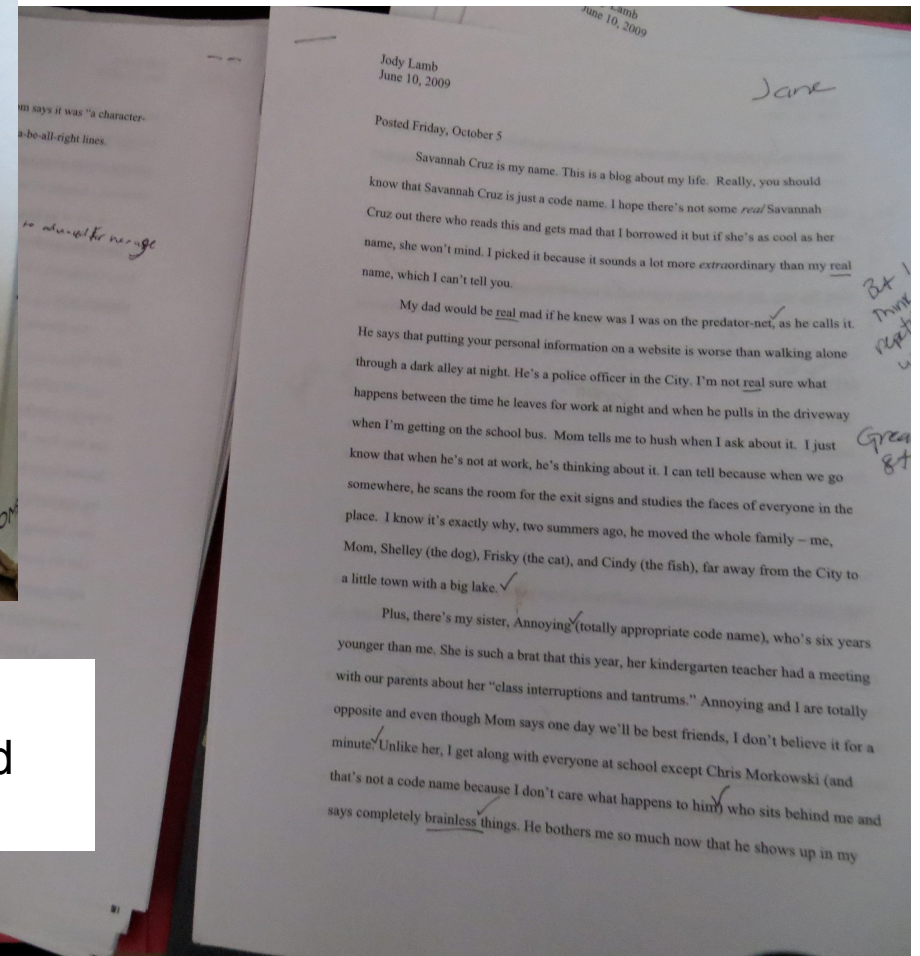 Lamb
June 10, 2009
says it was “a character-
a-be-all-right lines.
Jody Lamb
June 10, 2009
Jane
Posted Friday, October 5
Savannah Cruz is my name. This is a blog about my life. Really, you should
know that Savannah Cruz is just a code name. I hope there’s not some real Savannah
Cruz out there who reads this and gets mad that I borrowed it but if she’s as cool as her
name, she won’t mind. I picked it because it sounds a lot more extraordinary than my real
name, which I can’t tell you.
My dad would be real mad if he knew was I was on the predator-net, as he calls it.
He says that putting your personal information on a website is worse than walking alone
through a dark alley at night. He’s a police officer in the City. I’m not real sure what
happens between the time he leaves for work at night and when he pulls in the driveway
when I’m getting on the school bus. Mom tells me to hush when I ask about it. I just
know that when he’s not at work, he’s thinking about it. I can tell because when we go
somewhere, he scans the room for the exit signs and studies the faces of everyone in the
place. I know it’s exactly why, two summers ago, he moved the whole family – me,
Mom, Shelley (the dog), Frisky (the cat), and Cindy (the fish), far away from the City to
a little town with a big lake.
Plus, there’s my sister, Annoying (totally appropriate code name), who’s six years
younger than me. She is such a brat that this year, her kindergarten teacher had a meeting
with our parents about her “class interruptions and tantrums.” Annoying and I are totally
opposite and even though Mom says one day we’ll be best friends, I don’t believe it for a
minute. Unlike her, I get along with everyone at school except Chris Morkowski (and
that’s not a code name because I don’t care what happens to him) who sits behind me and
says completely brainless things. He bothers me so much now that he shows up in my
But I